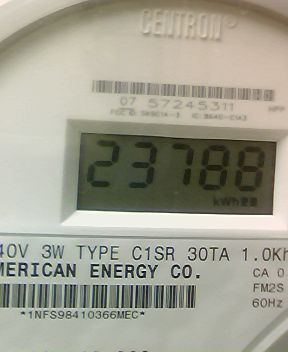 CENTRON
07 57245311
23788
kWh
40V 3W TYPE C1SR 30TA 1.0Kh
MERICAN ENERGY CO.
CA 0
FM2S
60Hz
*1NFS98410366MEC*